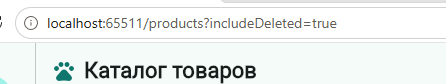 localhost:65511/products?includeDeleted=true
Каталог товаров